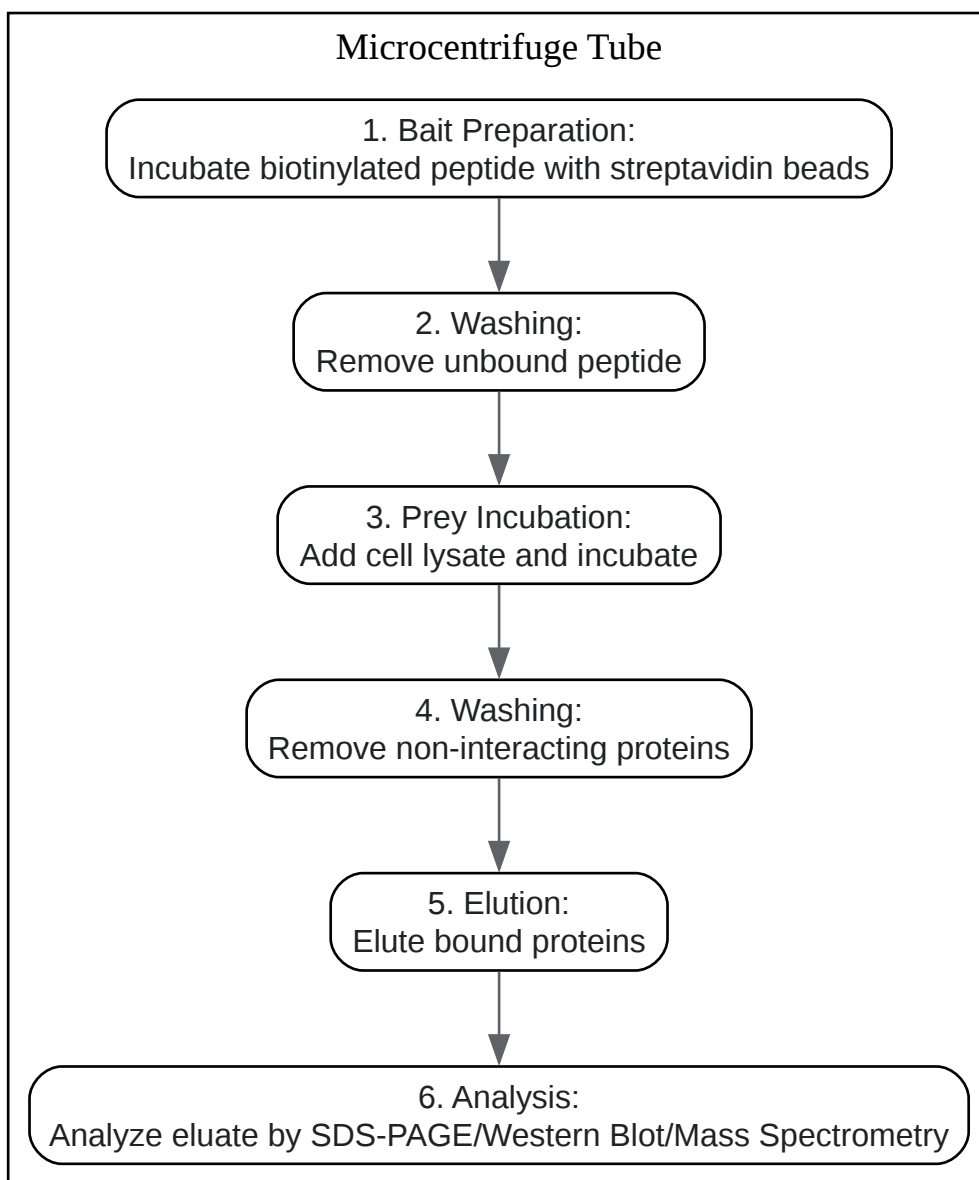 Microcentrifuge Tube
1. Bait Preparation:
Incubate biotinylated peptide with streptavidin beads
2. Washing:
Remove unbound peptide
3. Prey Incubation:
Add cell lysate and incubate
4. Washing:
Remove non-interacting proteins
5. Elution:
Elute bound proteins
6. Analysis:
Analyze eluate by SDS-PAGE/Western Blot/Mass Spectrometry